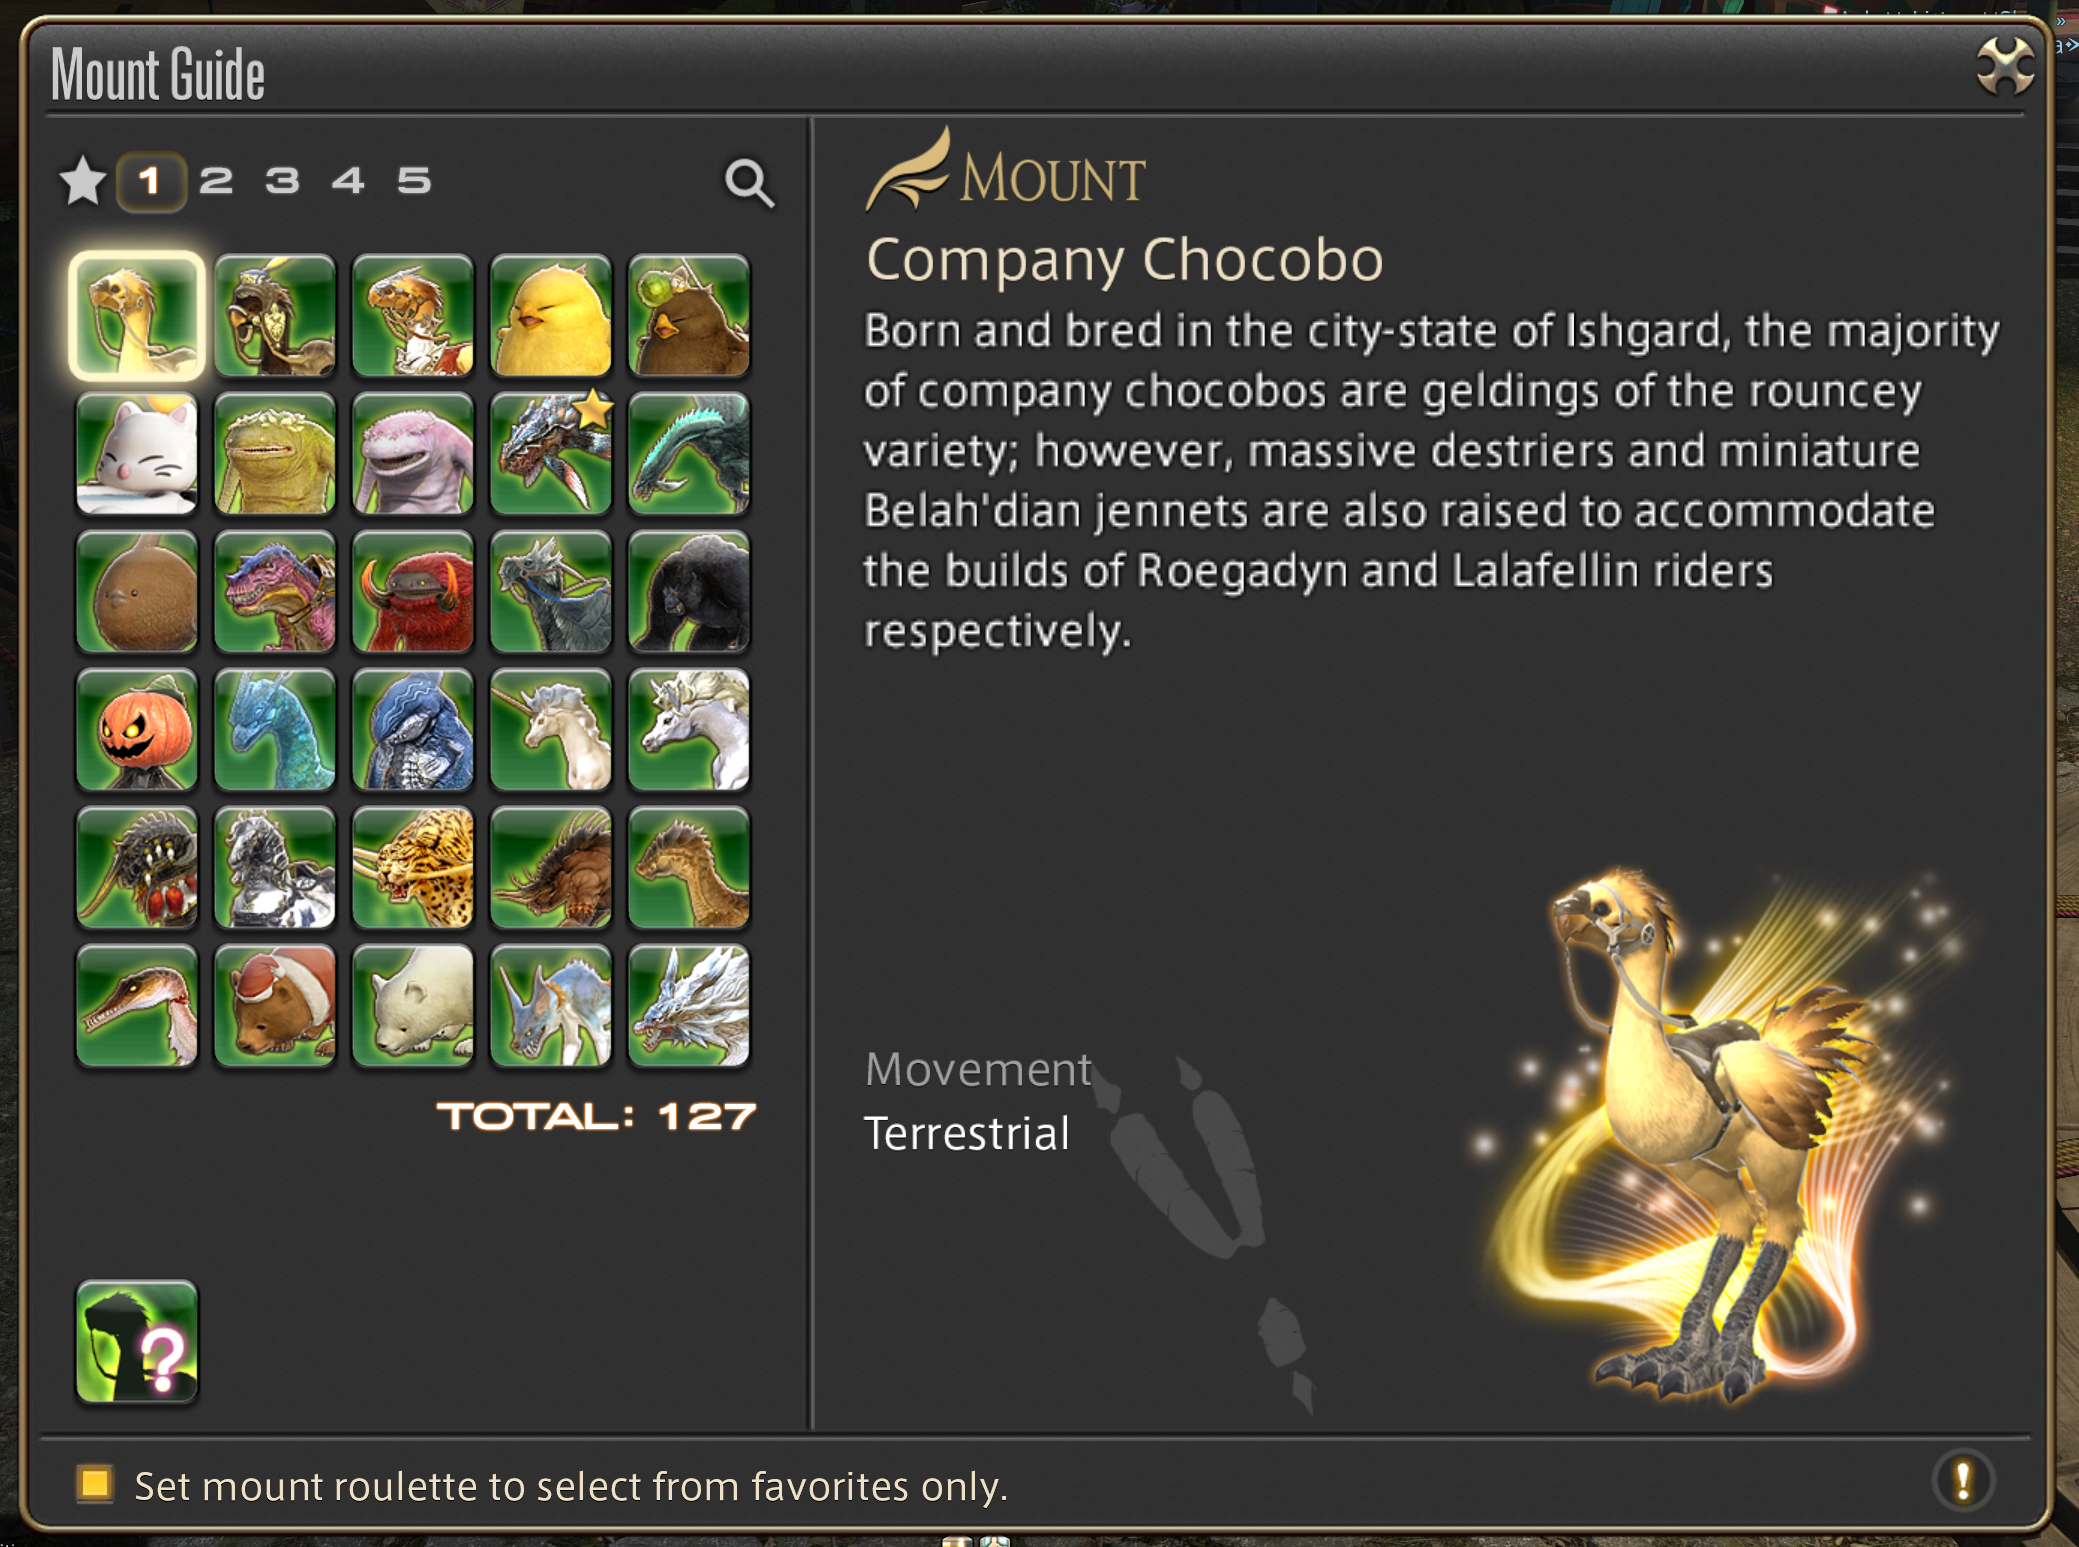 Mount Guide
1 2 3 4 5
MOUNT
Company Chocobo
Born and bred in the city-state of Ishgard, the majority
of company chocobos are geldings of the rouncey
variety; however, massive destriers and miniature
Belah'dian jennets are also raised to accommodate
the builds of Roegadyn and Lalafellin riders
respectively.
TOTAL: 127
Movement
Terrestrial
?
Set mount roulette to select from favorites only.
!